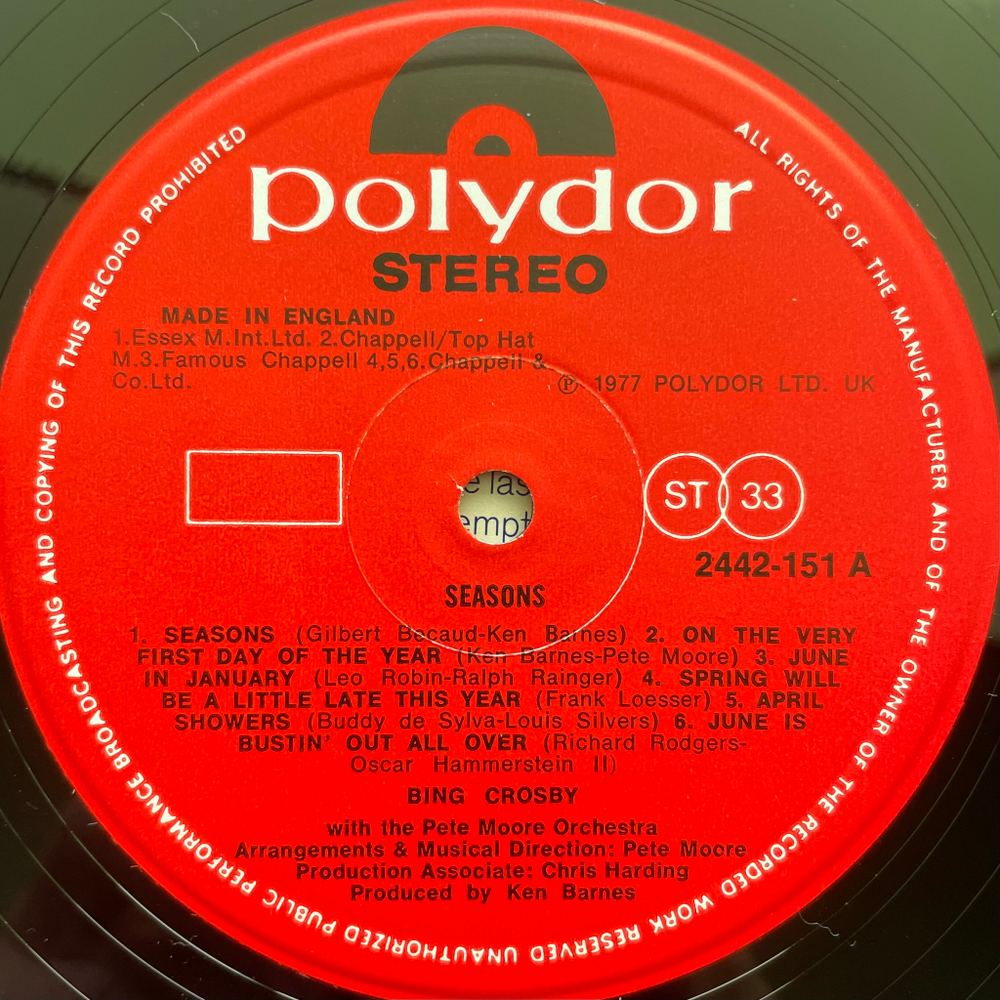 polydor
STEREO
MADE IN ENGLAND
1.Essex M.Int.Ltd. 2.Chappell/Top Hat
M.3.Famous Chappell 4,5,6.Chappell &
Co.Ltd.
℗ 1977 POLYDOR LTD. UK
ST 33
2442-151 A
e las
empt
SEASONS
1. SEASONS (Gilbert Becaud-Ken Barnes) 2. ON THE VERY
FIRST DAY OF THE YEAR (Ken Barnes-Pete Moore) 3. JUNE
IN JANUARY (Leo Robin-Ralph Rainger) 4. SPRING WILL
BE A LITTLE LATE THIS YEAR (Frank Loesser) 5. APRIL
SHOWERS (Buddy de Sylva-Louis Silvers) 6. JUNE IS
BUSTIN' OUT ALL OVER (Richard Rodgers-
Oscar Hammerstein II)
BING CROSBY
with the Pete Moore Orchestra
Arrangements & Musical Direction: Pete Moore
Production Associate: Chris Harding
Produced by Ken Barnes
ALL RIGHTS OF THE MANUFACTURER AND OF THE OWNER OF THE RECORDED WORK RESERVED UNAUTHORIZED PUBLIC PERFORMANCE BROADCASTING AND COPYING OF THIS RECORD PROHIBITED